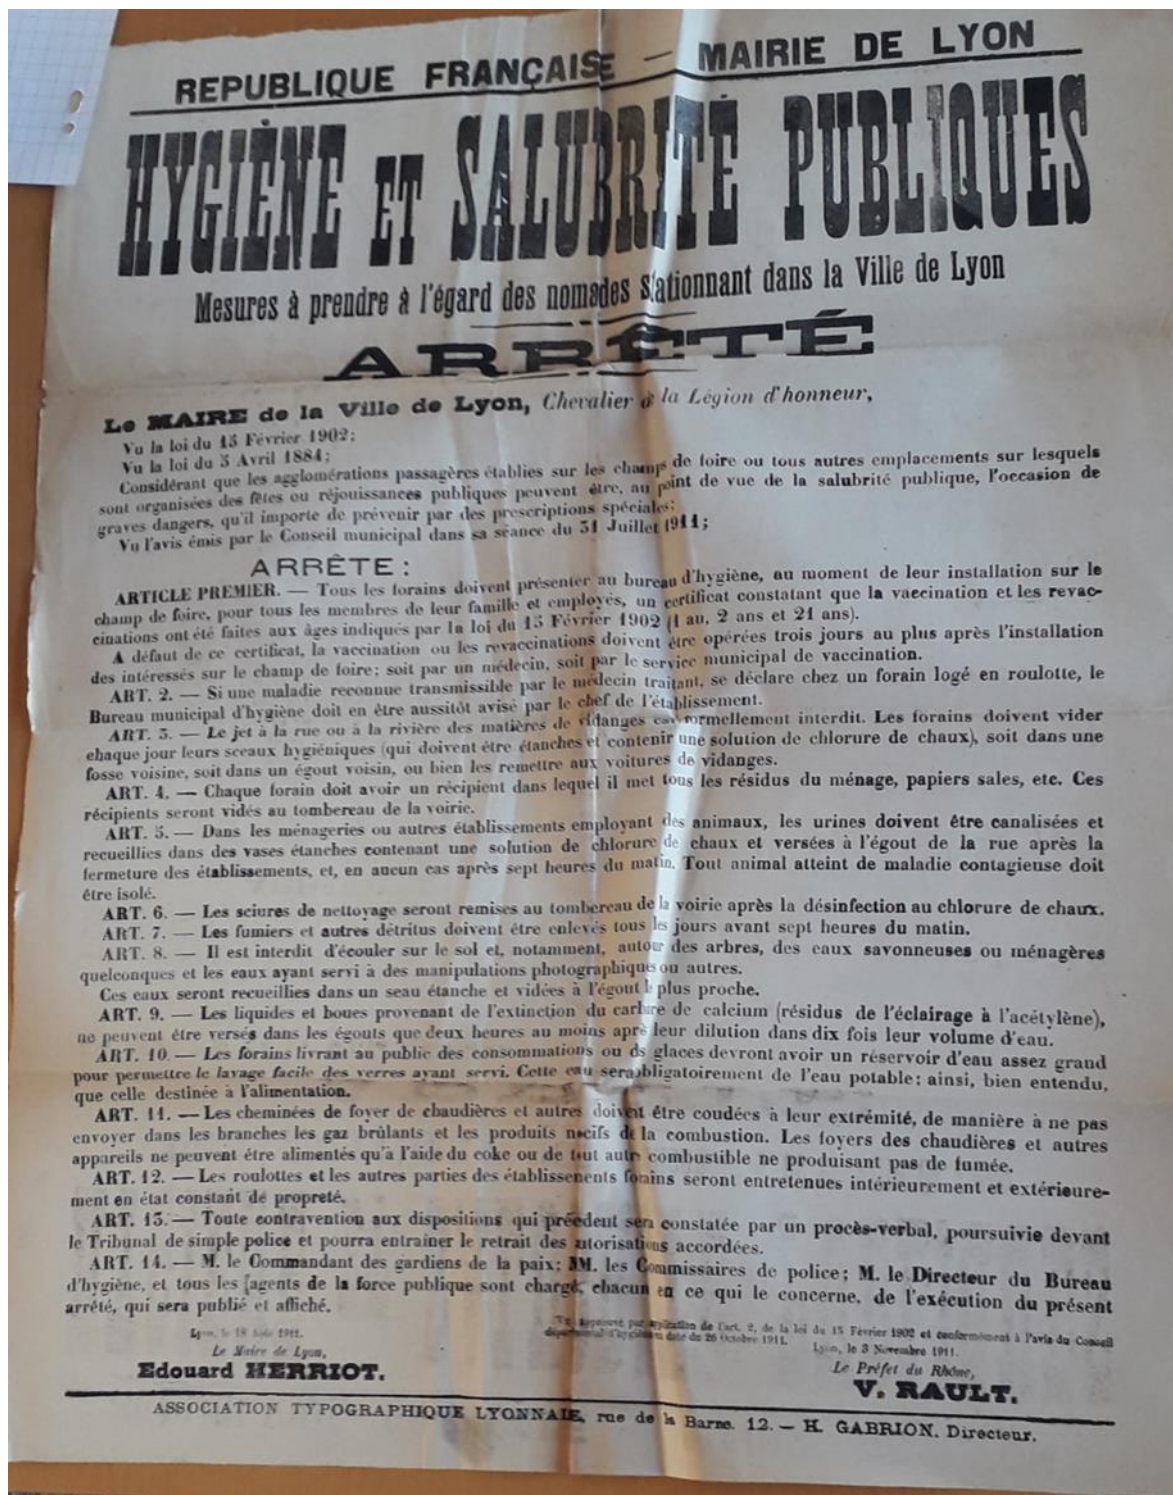 REPUBLIQUE FRANÇAISE — MAIRIE DE LYON
HYGIÈNE ET SALUBRITÉ PUBLIQUES
Mesures à prendre à l'égard des nomades stationnant dans la Ville de Lyon
ARRÊTÉ
Le MAIRE de la Ville de Lyon, Chevalier de la Légion d'honneur,
Vu la loi du 15 Février 1902;
Vu la loi du 5 Avril 1884;
Considérant que les agglomérations passagères établies sur les champs de foire ou tous autres emplacements sur lesquels
sont organisées des fêtes ou réjouissances publiques peuvent être, au point de vue de la salubrité publique, l'occasion de
graves dangers, qu'il importe de prévenir par des prescriptions spéciales;
Vu l'avis émis par le Conseil municipal dans sa séance du 31 Juillet 1911;
ARRÊTE:
ARTICLE PREMIER. — Tous les forains doivent présenter au bureau d'hygiène, au moment de leur installation sur le
champ de foire, pour tous les membres de leur famille et employés, un certificat constatant que la vaccination et les revac-
cinations ont été faites aux âges indiqués par la loi du 15 Février 1902 (1 an, 2 ans et 21 ans).
A défaut de ce certificat, la vaccination ou les revaccinations doivent être opérées trois jours au plus après l'installation
des intéressés sur le champ de foire; soit par un médecin, soit par le service municipal de vaccination.
ART. 2. — Si une maladie reconnue transmissible par le médecin traitant, se déclare chez un forain logé en roulotte, le
Bureau municipal d'hygiène doit en être aussitôt avisé par le chef de l'établissement.
ART. 3. — Le jet à la rue ou à la rivière des matières de vidanges est formellement interdit. Les forains doivent vider
chaque jour leurs sceaux hygiéniques (qui doivent être étanches et contenir une solution de chlorure de chaux), soit dans une
fosse voisine, soit dans un égout voisin, ou bien les remettre aux voitures de vidanges.
ART. 4. — Chaque forain doit avoir un récipient dans lequel il met tous les résidus du ménage, papiers sales, etc. Ces
récipients seront vidés au tombereau de la voirie.
ART. 5. — Dans les ménageries ou autres établissements employant des animaux, les urines doivent être canalisées et
recueillies dans des vases étanches contenant une solution de chlorure de chaux et versées à l'égout de la rue après la
fermeture des établissements, et, en aucun cas après sept heures du matin. Tout animal atteint de maladie contagieuse doit
être isolé.
ART. 6. — Les sciures de nettoyage seront remises au tombereau de la voirie après la désinfection au chlorure de chaux.
ART. 7. — Les fumiers et autres détritus doivent être enlevés tous les jours avant sept heures du matin.
ART. 8. — Il est interdit d'écouler sur le sol et, notamment, autour des arbres, des eaux savonneuses ou ménagères
quelconques et les eaux ayant servi à des manipulations photographiques ou autres.
Ces eaux seront recueillies dans un seau étanche et vidées à l'égout le plus proche.
ART. 9. — Les liquides et boues provenant de l'extinction du carbure de calcium (résidus de l'éclairage à l'acétylène),
ne peuvent être versés dans les égouts que deux heures au moins après leur dilution dans dix fois leur volume d'eau.
ART. 10. — Les forains livrant au public des consommations ou des glaces devront avoir un réservoir d'eau assez grand
pour permettre le lavage facile des verres ayant servi. Cette eau sera obligatoirement de l'eau potable; ainsi, bien entendu,
que celle destinée à l'alimentation.
ART. 11. — Les cheminées de foyer de chaudières et autres doivent être coudées à leur extrémité, de manière à ne pas
envoyer dans les branches les gaz brûlants et les produits nocifs de la combustion. Les foyers des chaudières et autres
appareils ne peuvent être alimentés qu'à l'aide du coke ou de tout autre combustible ne produisant pas de fumée.
ART. 12. — Les roulottes et les autres parties des établissements forains seront entretenues intérieurement et extérieure-
ment en état constant de propreté.
ART. 13. — Toute contravention aux dispositions qui précèdent sera constatée par un procès-verbal, poursuivie devant
le Tribunal de simple police et pourra entraîner le retrait des autorisations accordées.
ART. 14. — M. le Commandant des gardiens de la paix; MM. les Commissaires de police; M. le Directeur du Bureau
d'hygiène, et tous les agents de la force publique sont chargés, chacun en ce qui le concerne, de l'exécution du présent
arrêté, qui sera publié et affiché.
Lyon, le 18 Août 1911.
Le Maire de Lyon,
Edouard HERRIOT.
Vu approuvé par application de l'art. 2, de la loi du 15 Février 1902 et conformément à l'avis du Conseil
départemental d'hygiène en date du 26 Octobre 1911.
Lyon, le 3 Novembre 1911.
Le Préfet du Rhône,
V. RAULT.
ASSOCIATION TYPOGRAPHIQUE LYONNAISE, rue de la Barre, 12. — H. GABRION, Directeur.